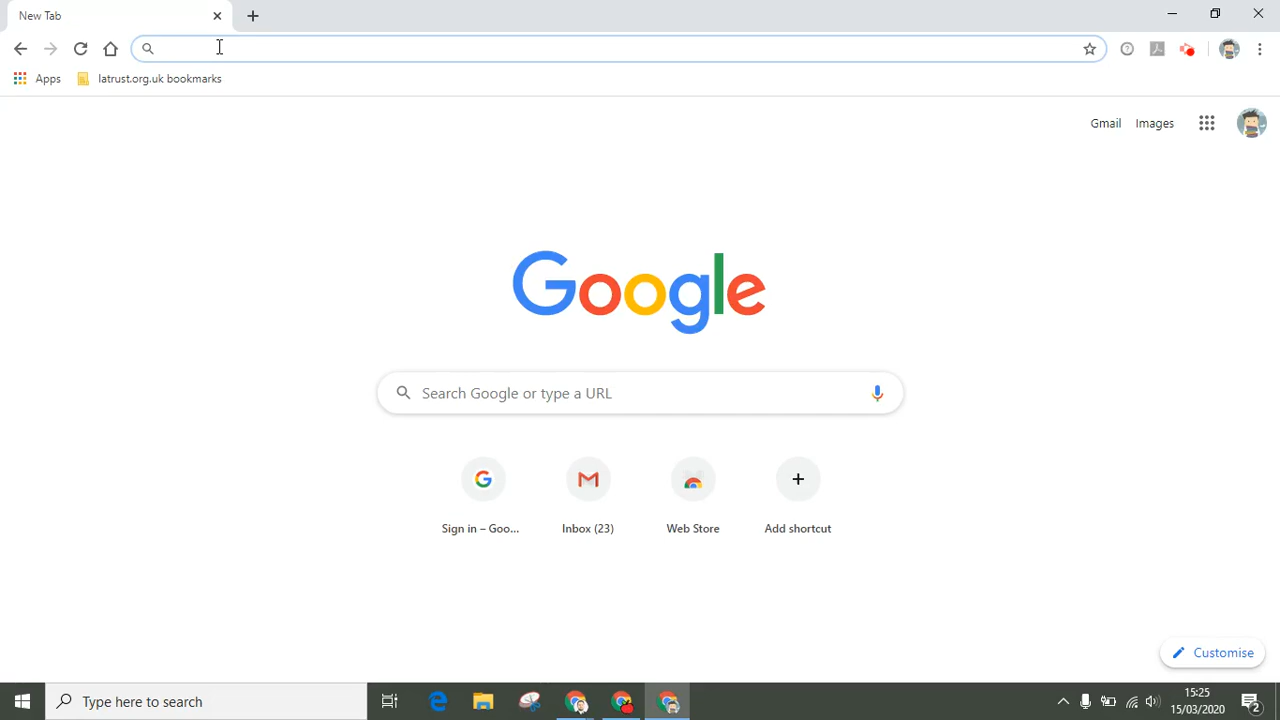 New Tab
Apps
latrust.org.uk bookmarks
Gmail Images
Google
Search Google or type a URL
Sign in – Goo...
Inbox (23)
Web Store
Add shortcut
Customise
Type here to search
15:25
15/03/2020
2